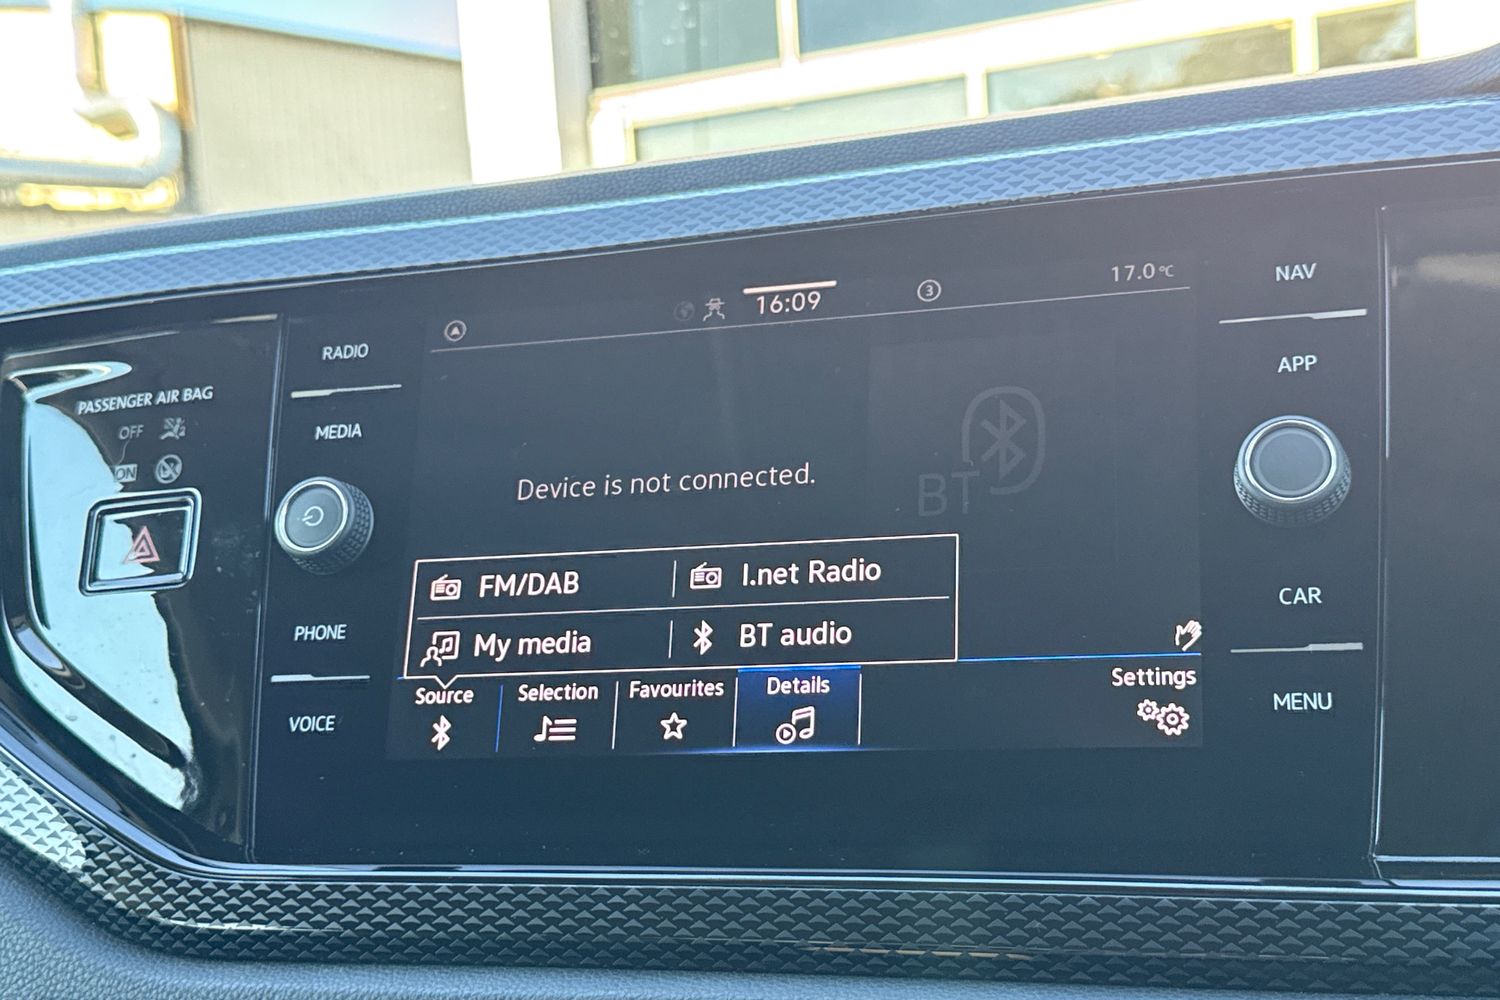 PASSENGER AIR BAG
OFF
ON
RADIO
MEDIA
PHONE
VOICE
16:09
3
17.0°C
Device is not connected.
BT
FM/DAB
I.net Radio
My media
BT audio
Source
Selection
Favourites
Details
Settings
NAV
APP
CAR
MENU